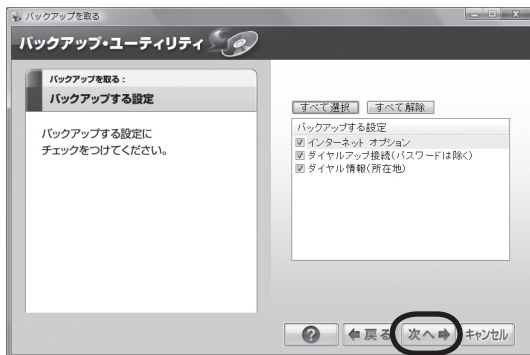 バックアップを取る
バックアップ・ユーティリティ
バックアップを取る：
バックアップする設定
バックアップする設定に
チェックをつけてください。
すべて選択 すべて解除
バックアップする設定
インターネット オプション
ダイヤルアップ接続(パスワードは除く)
ダイヤル情報(所在地)
? 戻る 次へ キャンセル